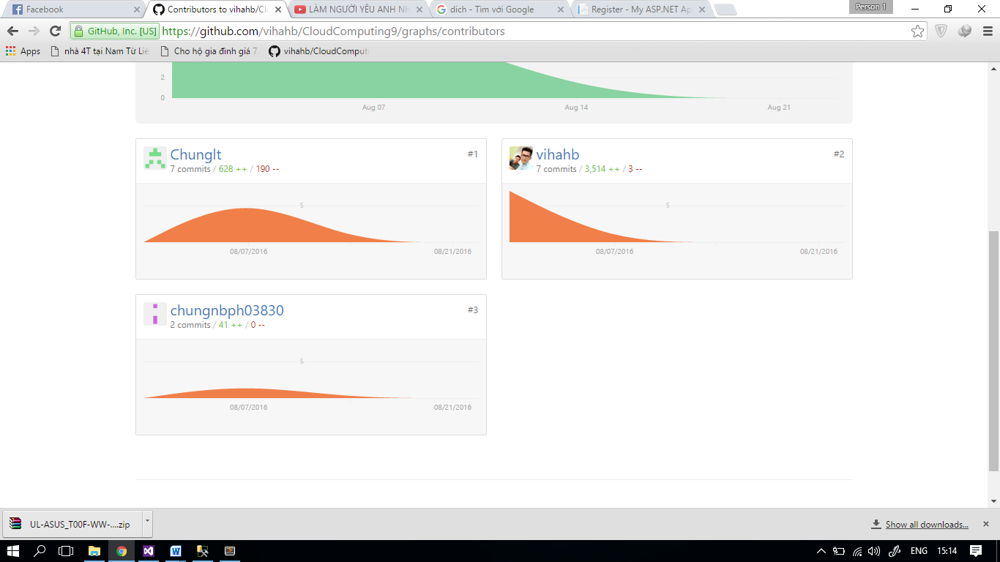 Person 1
Facebook
Contributors to vihahb/Clo
LÀM NGƯỜI YÊU ANH NH
dich - Tìm với Google
Register - My ASP.NET Ap
GitHub, Inc. [US]
https://github.com/vihahb/CloudComputing9/graphs/contributors
Apps
nhà 4T tại Nam Từ Liê
Cho hộ gia đình giá 7.
vihahb/CloudComputi
2
0
Aug 07
Aug 14
Aug 21
Chunglt
#1
7 commits / 628 ++ / 190 --
5
08/07/2016
08/21/2016
vihahb
#2
7 commits / 3,514 ++ / 3 --
5
08/07/2016
08/21/2016
chungnbph03830
#3
2 commits / 41 ++ / 0 --
5
08/07/2016
08/21/2016
UL-ASUS_T00F-WW-....zip
Show all downloads...
ENG
15:14